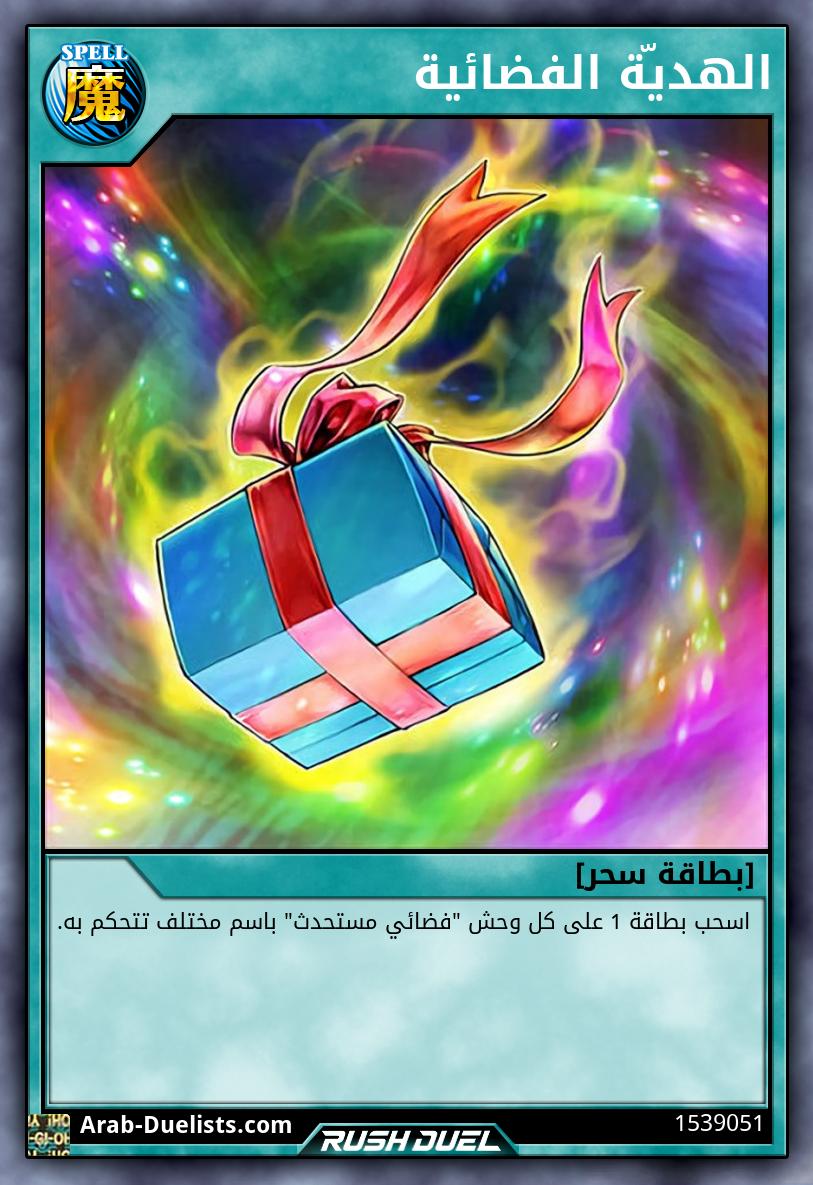 SPELL
魔
الهديّة الفضائية
[بطاقة سحر]
اسحب بطاقة 1 على كل وحش "فضائي مستحدث" باسم مختلف تتحكم به.
Arab-Duelists.com
RUSH DUEL
1539051